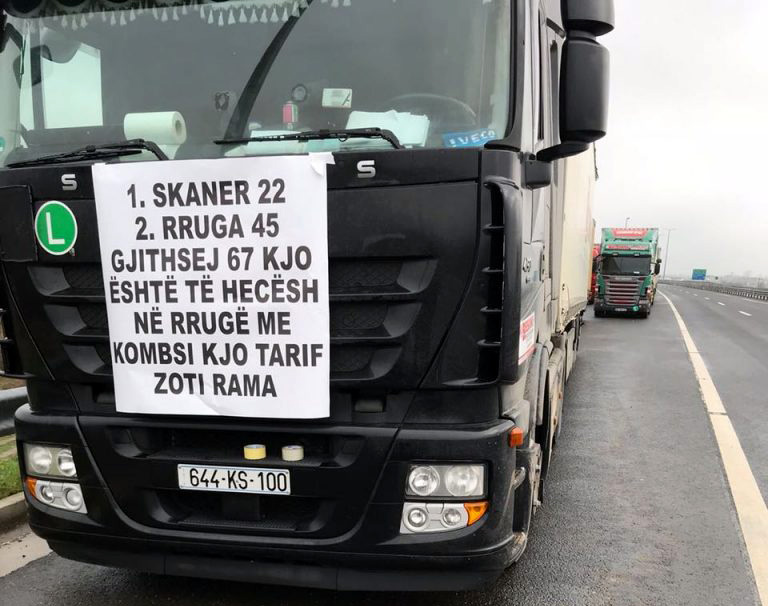 IVECO
S
S
L
1. SKANER 22
2. RRUGA 45
GJITHSEJ 67 KJO
ËSHTË TË HECËSH
NË RRUGË ME
KOMBSI KJO TARIF
ZOTI RAMA
644-KS-100